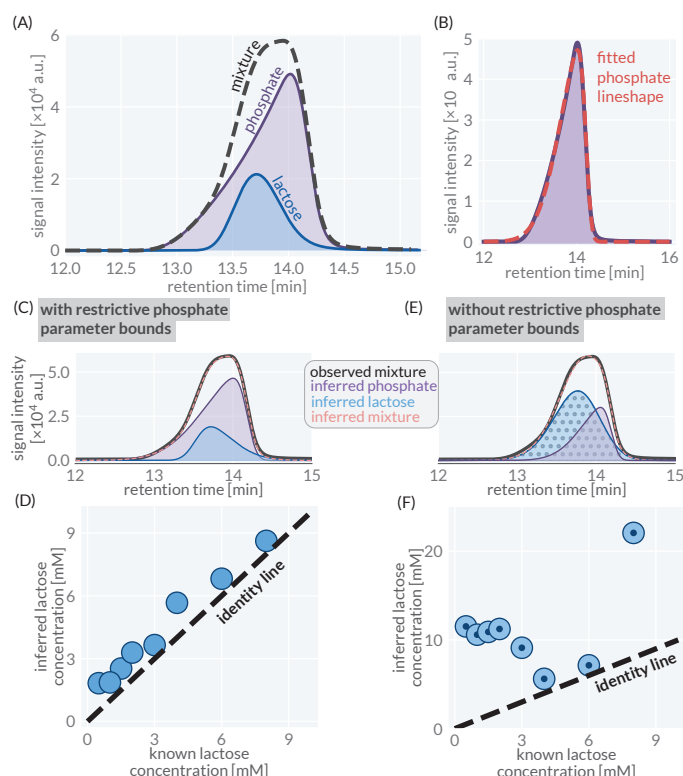 (A)
signal intensity [×10⁴ a.u.]
6
4
2
0
mixture
phosphate
lactose
12.0 12.5 13.0 13.5 14.0 14.5 15.0
retention time [min]
(B)
signal intensity [×10 a.u.]
5
4
3
2
1
0
fitted
phosphate
lineshape
12 14 16
retention time [min]
(C) with restrictive phosphate
parameter bounds
signal intensity
[×10⁴ a.u.]
5.0
2.5
0.0
12 13 14 15
retention time [min]
observed mixture
inferred phosphate
inferred lactose
inferred mixture
(E) without restrictive phosphate
parameter bounds
12 13 14 15
retention time [min]
(D)
inferred lactose
concentration [mM]
9
6
3
0
identity line
0 3 6 9
known lactose
concentration [mM]
(F)
inferred lactose
concentration [mM]
20
10
0
identity line
0 3 6 9
known lactose
concentration [mM]